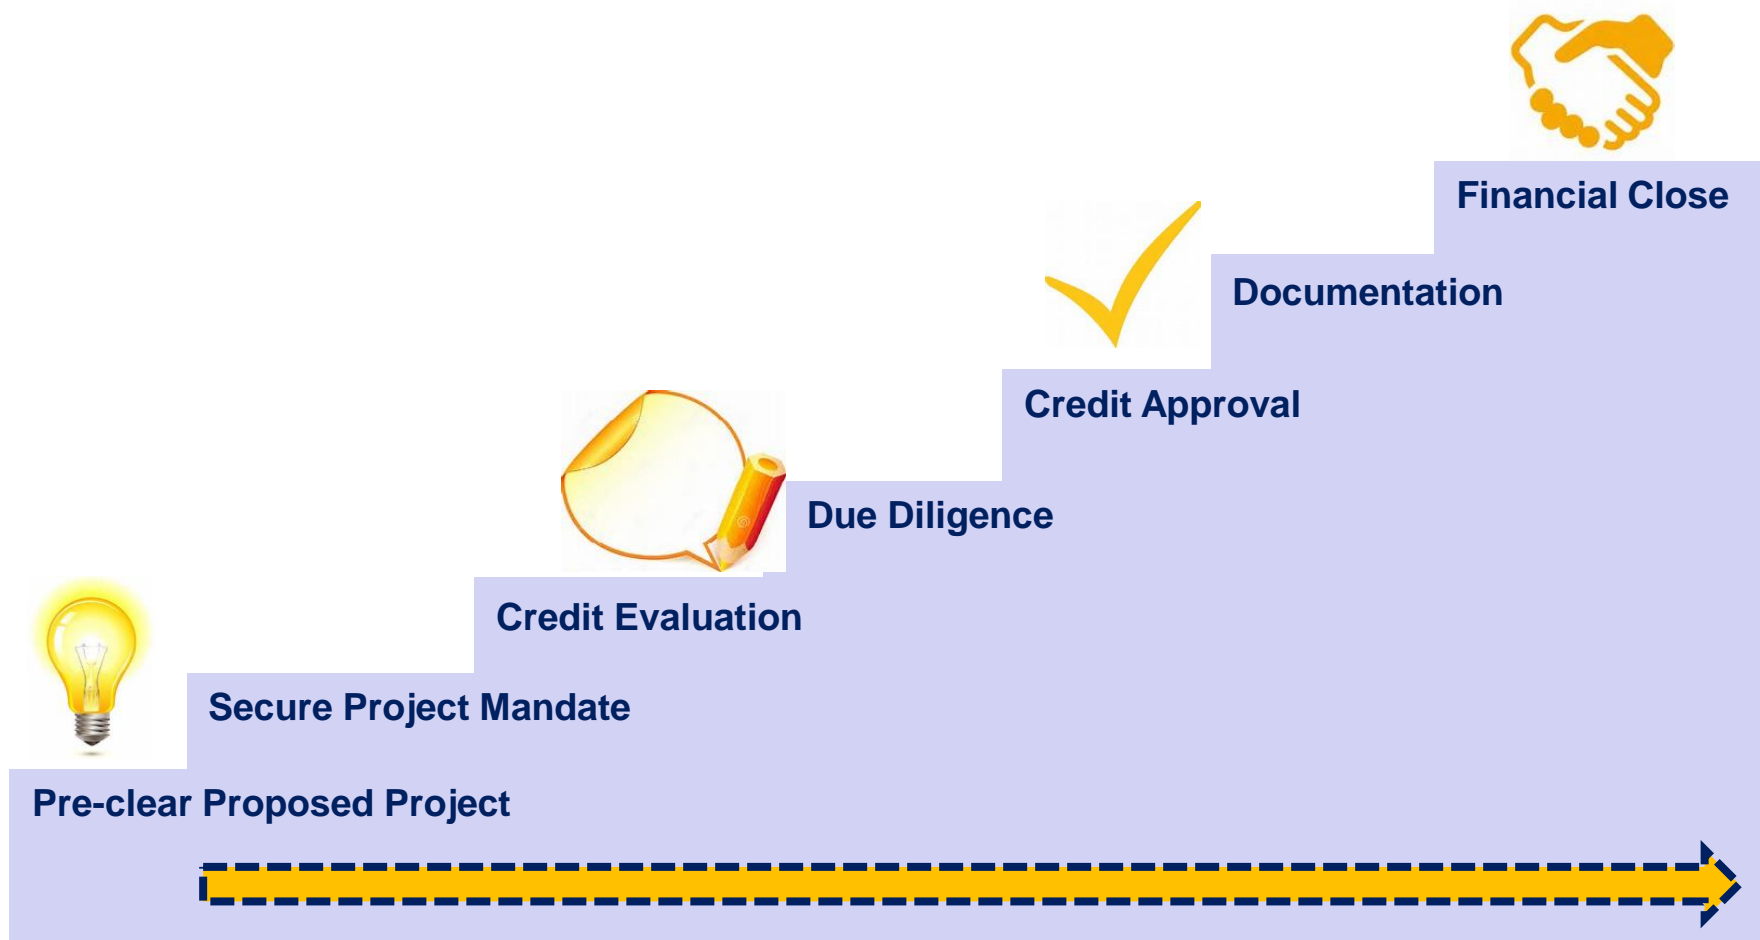 Financial Close
Documentation
Credit Approval
Due Diligence
Credit Evaluation
Secure Project Mandate
Pre-clear Proposed Project